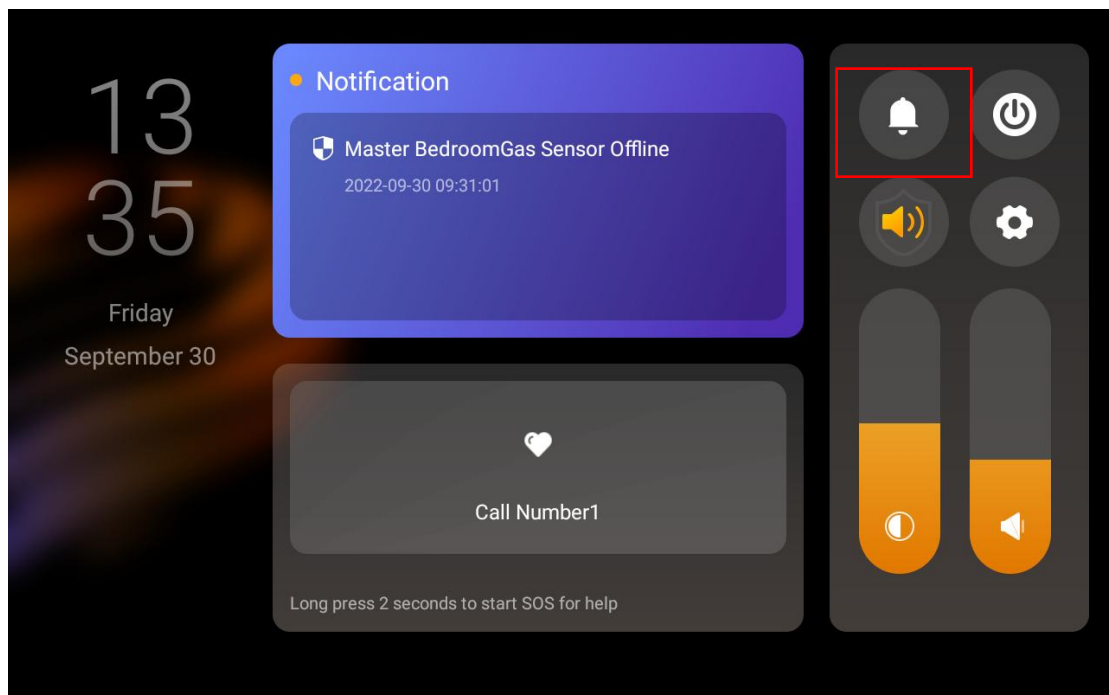 13
35
Friday
September 30
Notification
Master BedroomGas Sensor Offline
2022-09-30 09:31:01
Call Number1
Long press 2 seconds to start SOS for help